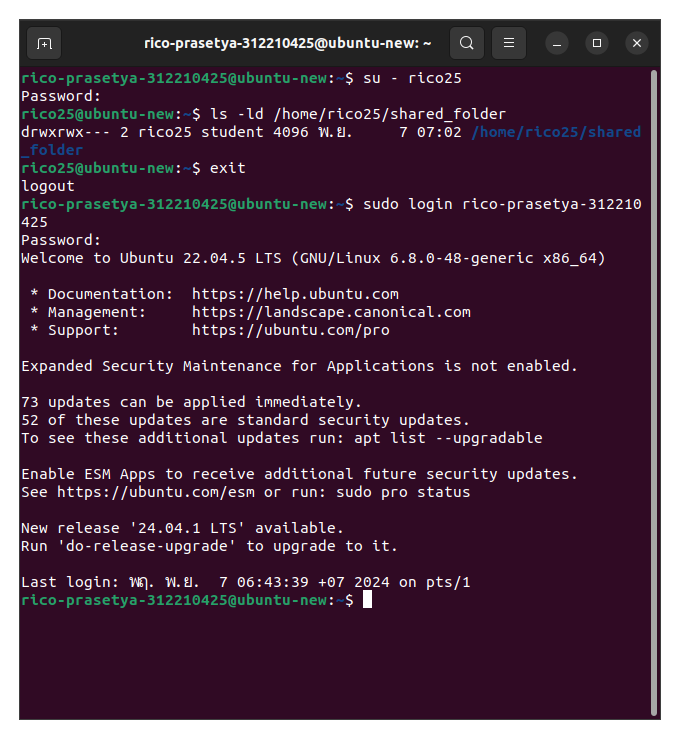 rico-prasetya-312210425@ubuntu-new: ~
rico-prasetya-312210425@ubuntu-new:~$ su - rico25
Password:
rico25@ubuntu-new:~$ ls -ld /home/rico25/shared_folder
drwxrwx--- 2 rico25 student 4096 พ.ย.     7 07:02 /home/rico25/shared
_folder
rico25@ubuntu-new:~$ exit
logout
rico-prasetya-312210425@ubuntu-new:~$ sudo login rico-prasetya-312210
425
Password:
Welcome to Ubuntu 22.04.5 LTS (GNU/Linux 6.8.0-48-generic x86_64)
 * Documentation:  https://help.ubuntu.com
 * Management:     https://landscape.canonical.com
 * Support:        https://ubuntu.com/pro
Expanded Security Maintenance for Applications is not enabled.
73 updates can be applied immediately.
52 of these updates are standard security updates.
To see these additional updates run: apt list --upgradable
Enable ESM Apps to receive additional future security updates.
See https://ubuntu.com/esm or run: sudo pro status
New release '24.04.1 LTS' available.
Run 'do-release-upgrade' to upgrade to it.
Last login: พฤ. พ.ย.  7 06:43:39 +07 2024 on pts/1
rico-prasetya-312210425@ubuntu-new:~$